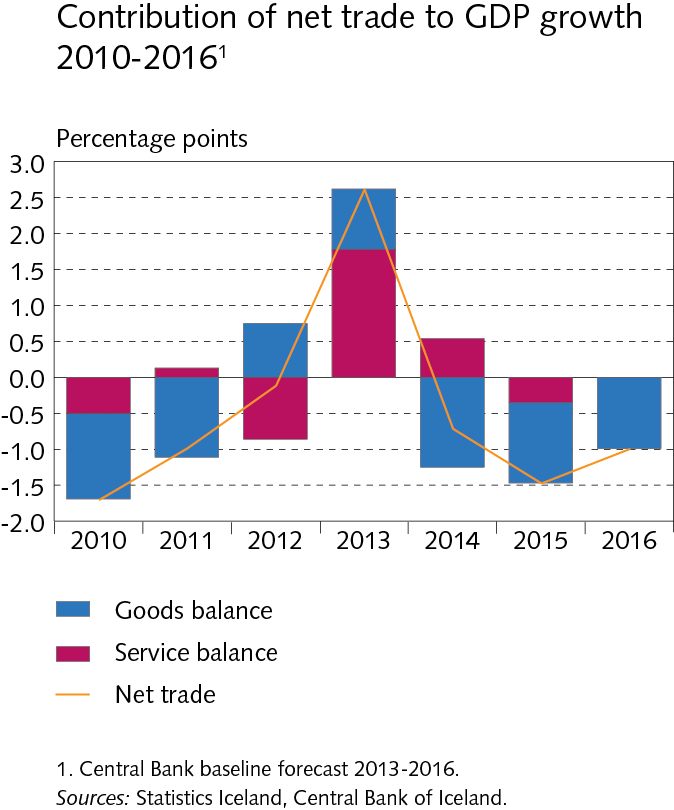 Contribution of net trade to GDP growth
2010-2016¹
Percentage points
3.0
2.5
2.0
1.5
1.0
0.5
0.0
-0.5
-1.0
-1.5
-2.0
2010 2011 2012 2013 2014 2015 2016
Goods balance
Service balance
Net trade
1. Central Bank baseline forecast 2013-2016.
Sources: Statistics Iceland, Central Bank of Iceland.